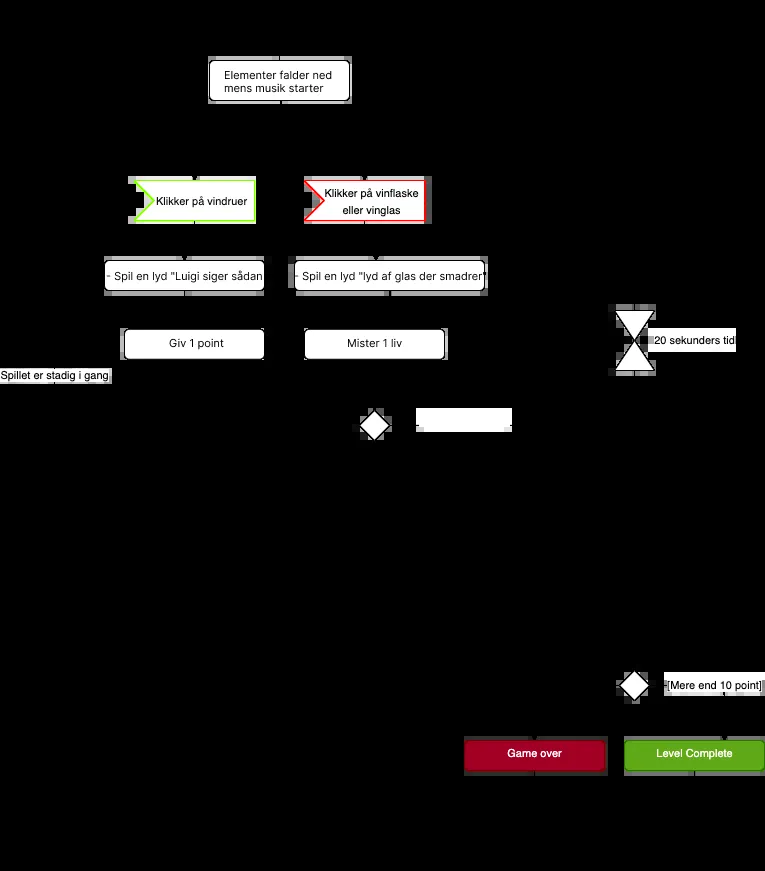 Elementer falder ned
mens musik starter
Klikker på vindruer
Klikker på vinflaske
eller vinglas
- Spil en lyd "Luigi siger sådan
- Spil en lyd "lyd af glas der smadrer"
Giv 1 point
Mister 1 liv
20 sekunders tid
Spillet er stadig i gang
[Mere end 10 point]
Game over
Level Complete